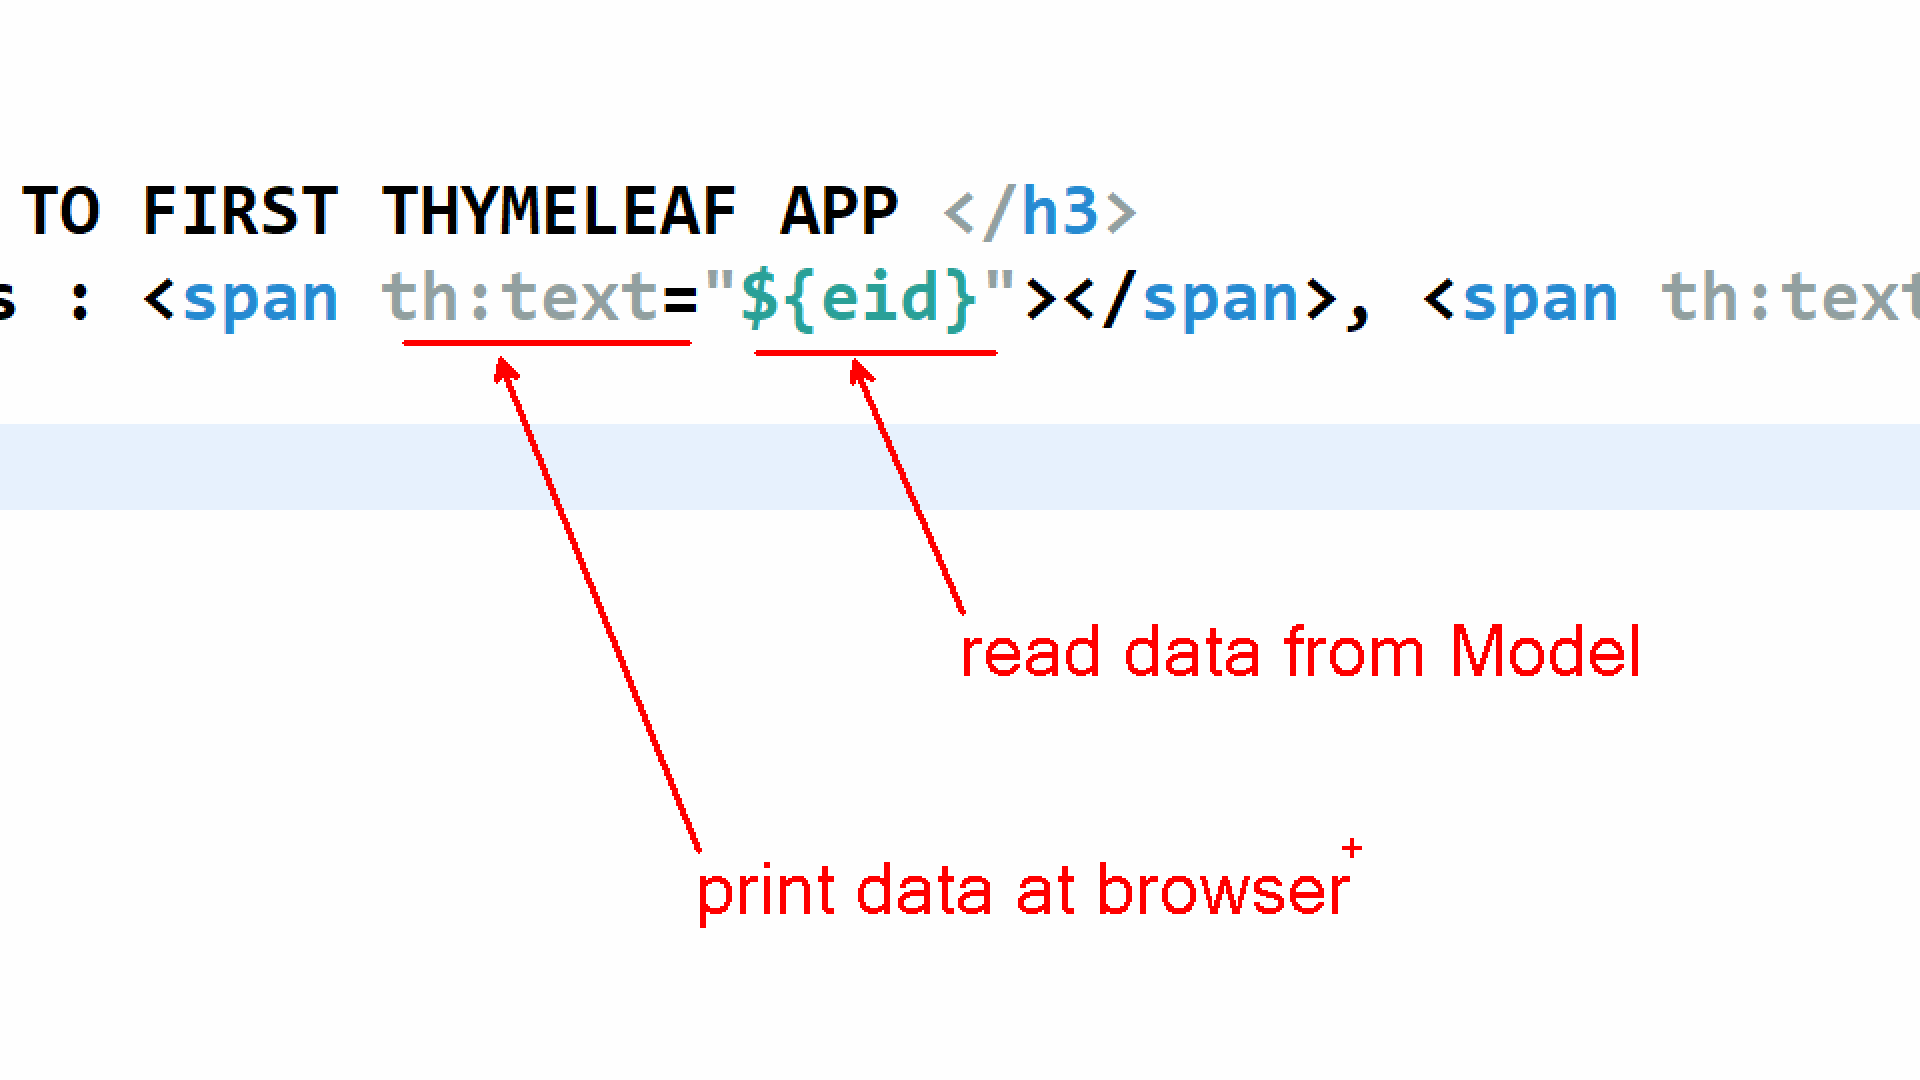 TO FIRST THYMELEAF APP </h3>
s : <span th:text="${eid}"></span>, <span th:text
read data from Model
print data at browser